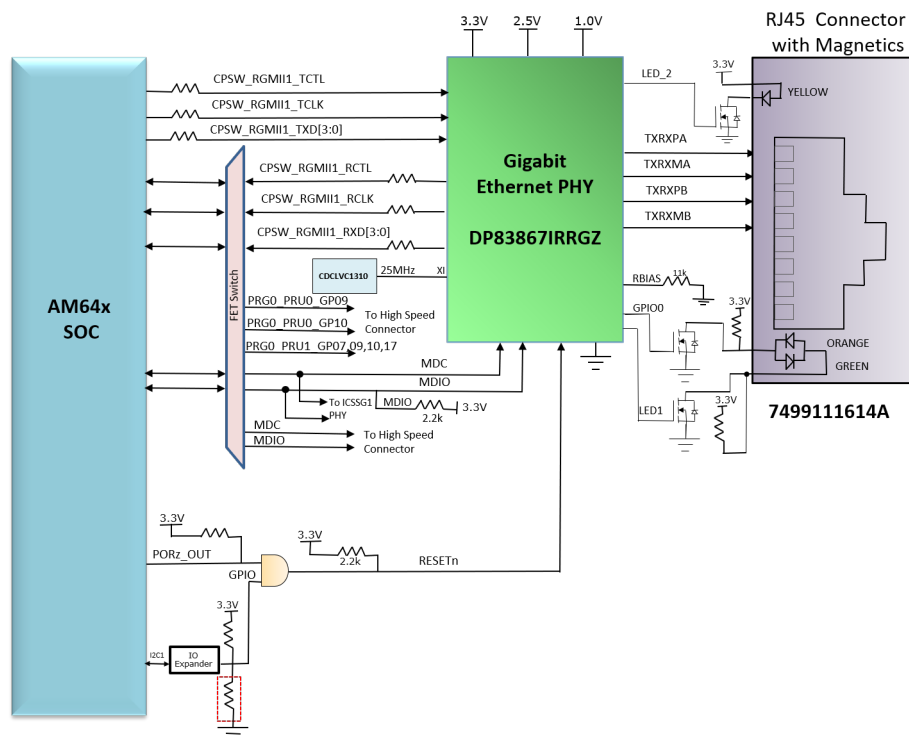 RJ45 Connector
with Magnetics
3.3V
2.5V
1.0V
3.3V
LED_2
YELLOW
CPSW_RGMII1_TCTL
CPSW_RGMII1_TCLK
CPSW_RGMII1_TXD[3:0]
TXRXPA
TXRXMA
TXRXPB
TXRXMB
CPSW_RGMII1_RCTL
CPSW_RGMII1_RCLK
CPSW_RGMII1_RXD[3:0]
Gigabit
Ethernet PHY
DP83867IRRGZ
CDCLVC1310
25MHz
XI
RBIAS
11k
FET Switch
AM64x
SOC
PRG0_PRU0_GP09
PRG0_PRU0_GP10
PRG0_PRU1_GP07,09,10,17
To High Speed
Connector
GPIO0
3.3V
ORANGE
GREEN
MDC
MDIO
To ICSSG1
PHY
MDIO
2.2k
3.3V
LED1
3.3V
7499111614A
MDC
MDIO
To High Speed
Connector
3.3V
PORz_OUT
GPIO
3.3V
2.2k
RESETn
3.3V
I2C1
IO
Expander